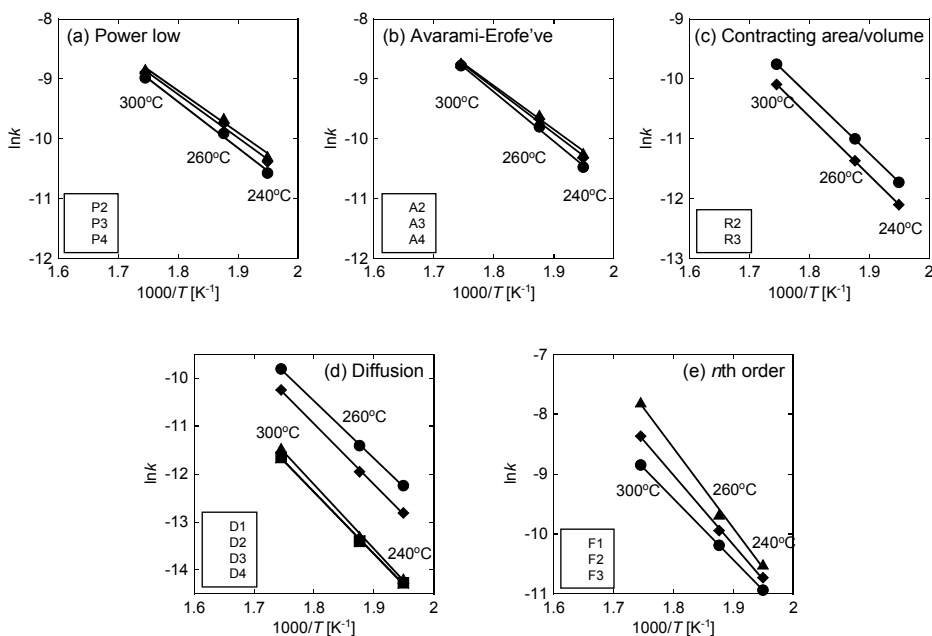 (a) Power low
-8
-9
-10
-11
-12
lnk
300°C
260°C
240°C
P2
P3
P4
1.6
1.7
1.8
1.9
2
1000/T [K⁻¹]
(b) Avarami-Erofe've
-8
-9
-10
-11
-12
lnk
300°C
260°C
240°C
A2
A3
A4
1.6
1.7
1.8
1.9
2
1000/T [K⁻¹]
(c) Contracting area/volume
-9
-10
-11
-12
-13
lnk
300°C
260°C
240°C
R2
R3
1.6
1.7
1.8
1.9
2
1000/T [K⁻¹]
(d) Diffusion
-10
-11
-12
-13
-14
lnk
260°C
300°C
240°C
D1
D2
D3
D4
1.6
1.7
1.8
1.9
2
1000/T [K⁻¹]
(e) nth order
-7
-8
-9
-10
-11
lnk
300°C
260°C
240°C
F1
F2
F3
1.6
1.7
1.8
1.9
2
1000/T [K⁻¹]